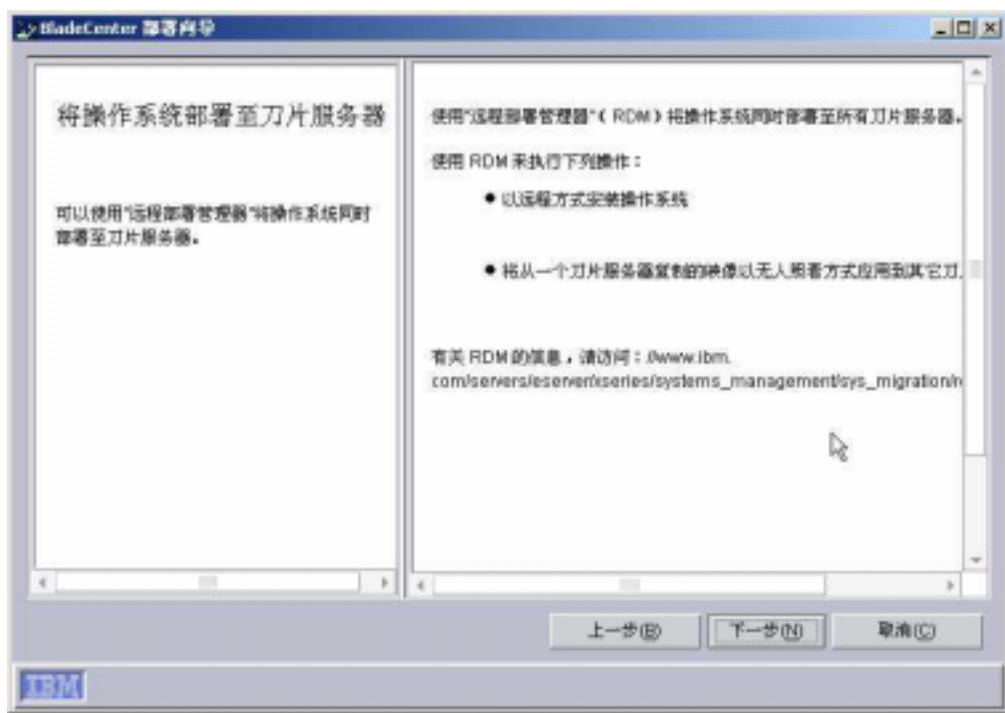 BladeCenter 部署向导
将操作系统部署至刀片服务器
可以使用"远程部署管理器"将操作系统同时
部署至刀片服务器。
使用"远程部署管理器"( RDM ) 将操作系统同时部署至所有刀片服务器。
使用 RDM 来执行下列操作：
● 以远程方式安装操作系统
● 将从一个刀片服务器复制的映像以无人照看方式应用到其它刀
有关 RDM 的信息，请访问：//www.ibm.
com/servers/eserver/xseries/systems_management/sys_migration/r
上一步(B)
下一步(N)
取消(C)
IBM